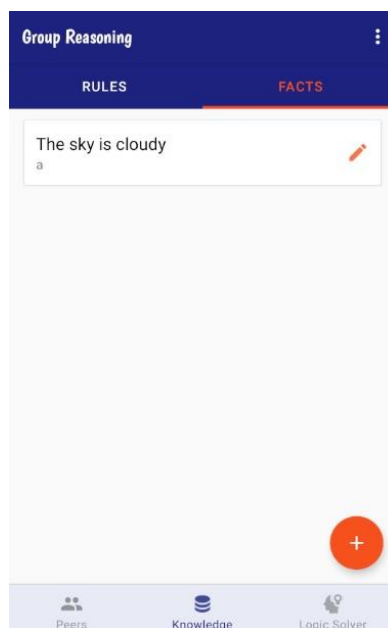 Group Reasoning
RULES FACTS
The sky is cloudy
a
+
Peers Knowledge Logic Solver